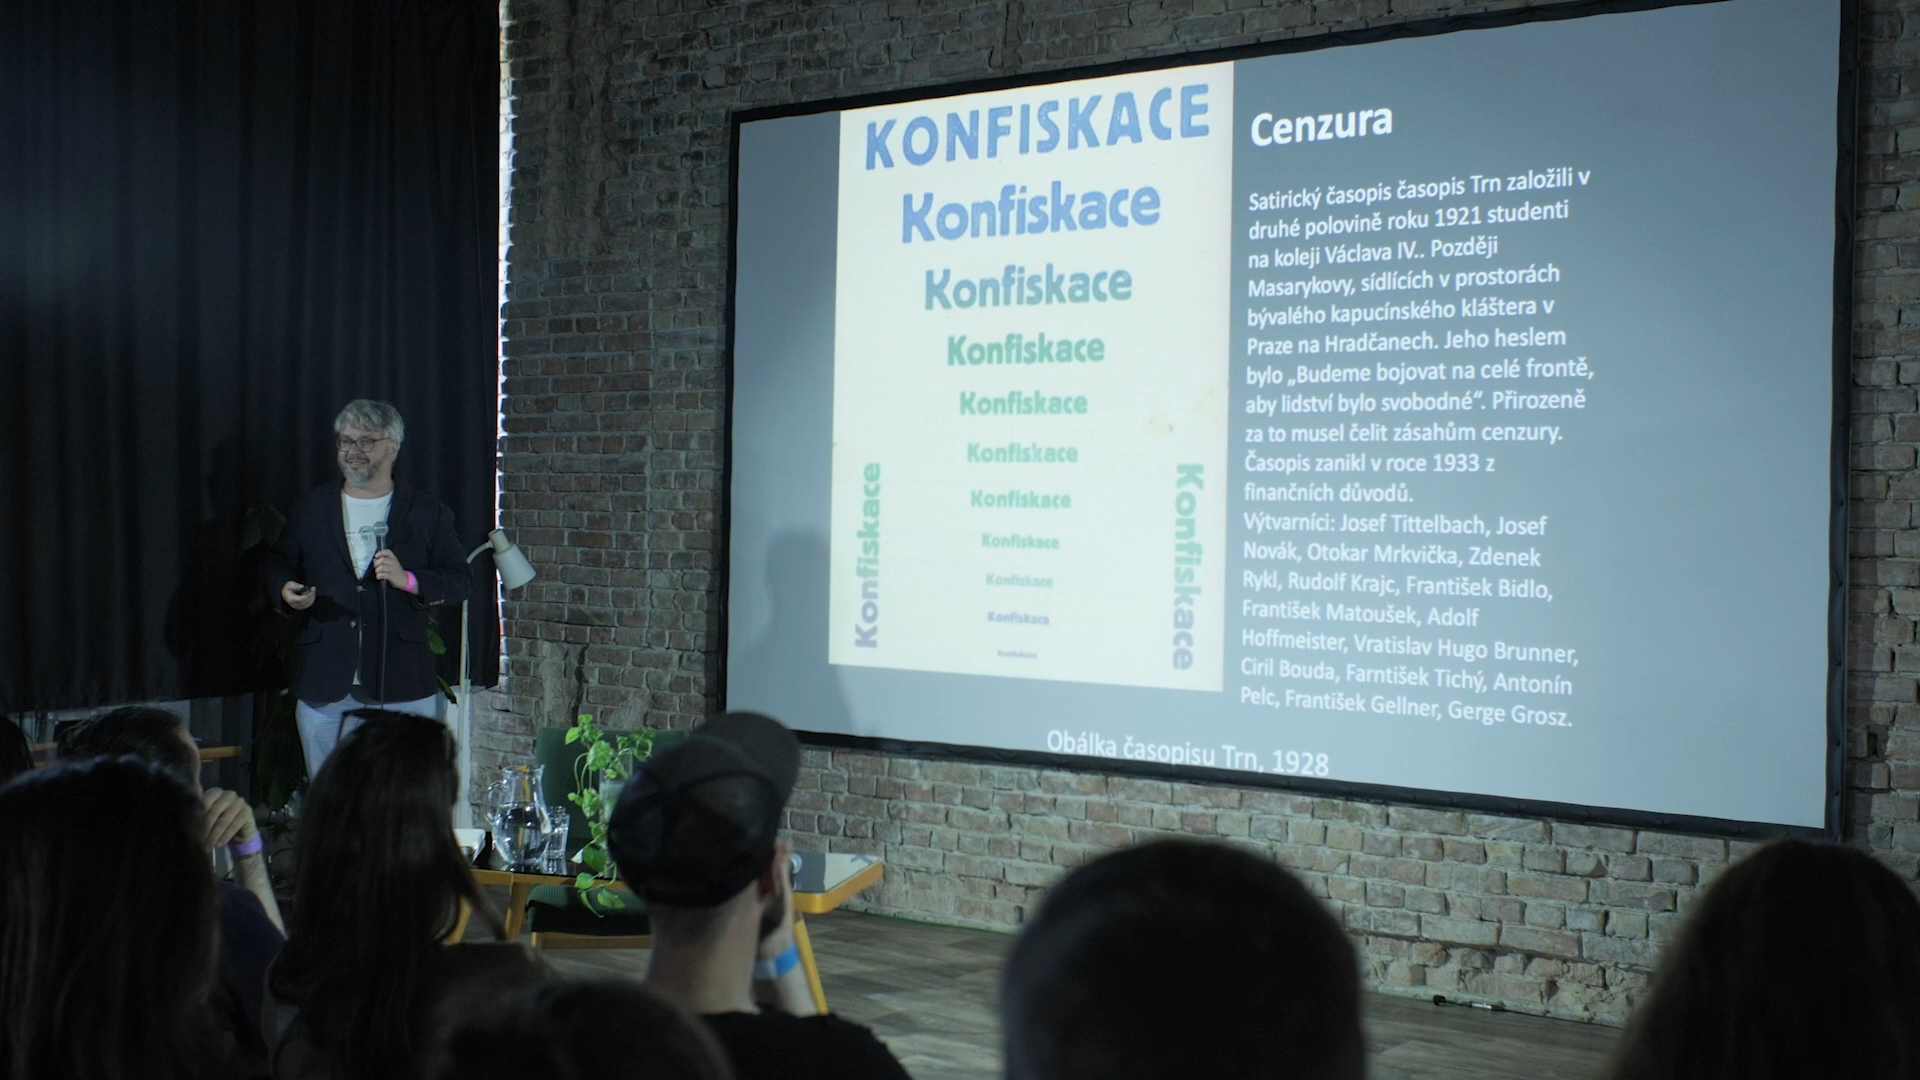 KONFISKACE
Konfiskace
Konfiskace
Konfiskace
Konfiskace
Konfiskace
Konfiskace
Konfiskace
Konfiskace
Konfiskace
Konfiskace
Konfiskace
Konfiskace
Cenzura
Satirický časopis časopis Trn založili v
druhé polovině roku 1921 studenti
na koleji Václava IV.. Později
Masarykovy, sídlících v prostorách
bývalého kapucínského kláštera v
Praze na Hradčanech. Jeho heslem
bylo „Budeme bojovat na celé frontě,
aby lidství bylo svobodné“. Přirozeně
za to musel čelit zásahům cenzury.
Časopis zanikl v roce 1933 z
finančních důvodů.
Výtvarníci: Josef Tittelbach, Josef
Novák, Otokar Mrkvička, Zdenek
Rykl, Rudolf Krajc, František Bidlo,
František Matoušek, Adolf
Hoffmeister, Vratislav Hugo Brunner,
Ciril Bouda, Farntišek Tichý, Antonín
Pelc, František Gellner, Gerge Grosz.
Obálka časopisu Trn, 1928